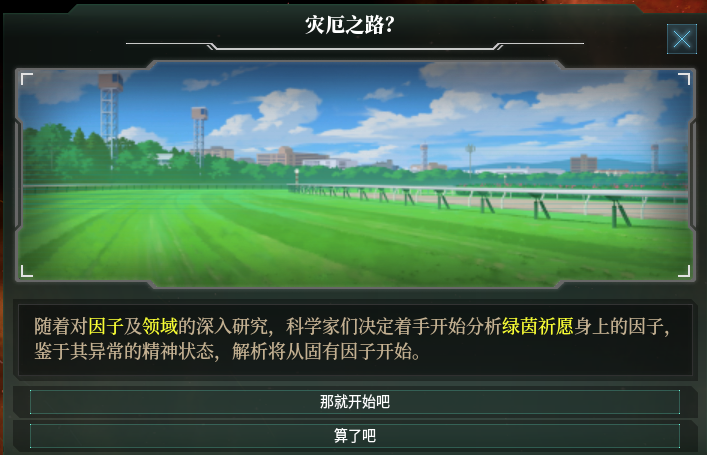 灾厄之路?
随着对因子及领域的深入研究，科学家们决定着手开始分析绿茵祈愿身上的因子，
鉴于其异常的精神状态，解析将从固有因子开始。
那就开始吧
算了吧